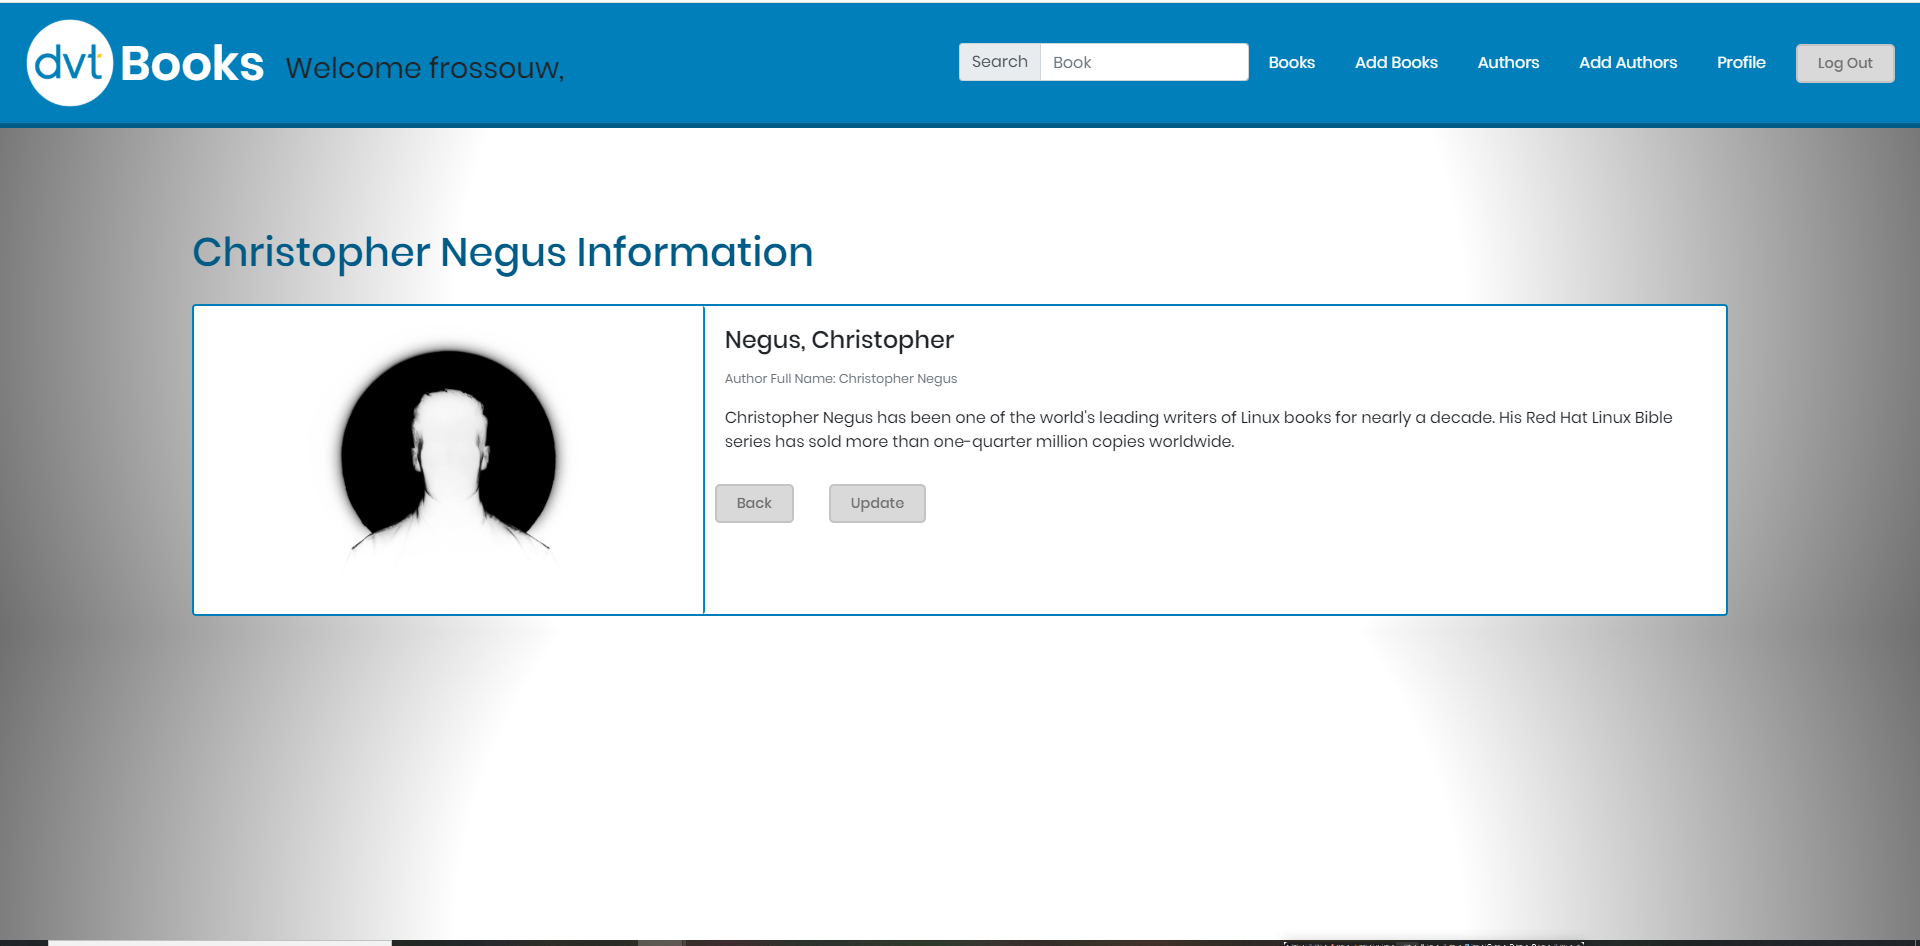 dvt Books
Welcome frossouw,
Search Book Books Add Books Authors Add Authors Profile Log Out
Christopher Negus Information
Negus, Christopher
Author Full Name: Christopher Negus
Christopher Negus has been one of the world's leading writers of Linux books for nearly a decade. His Red Hat Linux Bible
series has sold more than one-quarter million copies worldwide.
Back Update